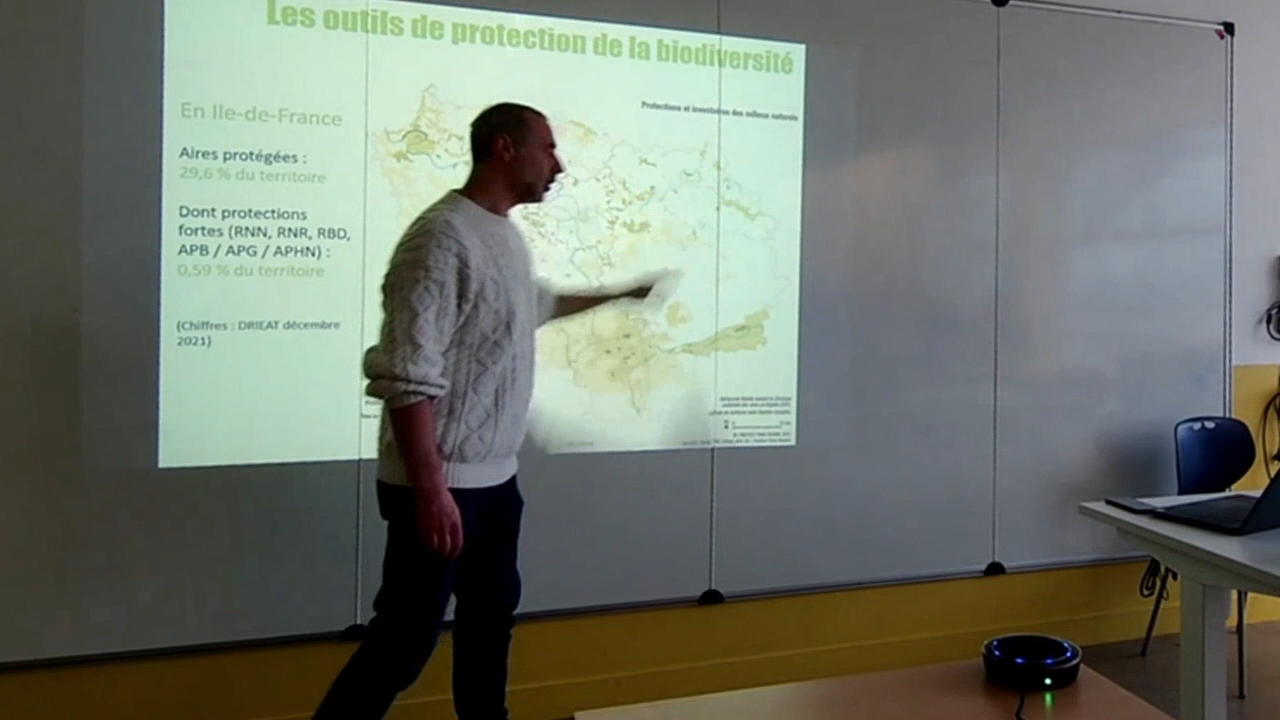 Les outils de protection de la biodiversité
En Ile-de-France
Protections et inventaires des milieux naturels
Aires protégées :
29,6 % du territoire
Dont protections
fortes (RNN, RNR, RBD,
APB / APG / APHN) :
0,59 % du territoire
(Chiffres : DRIEAT décembre
2021)